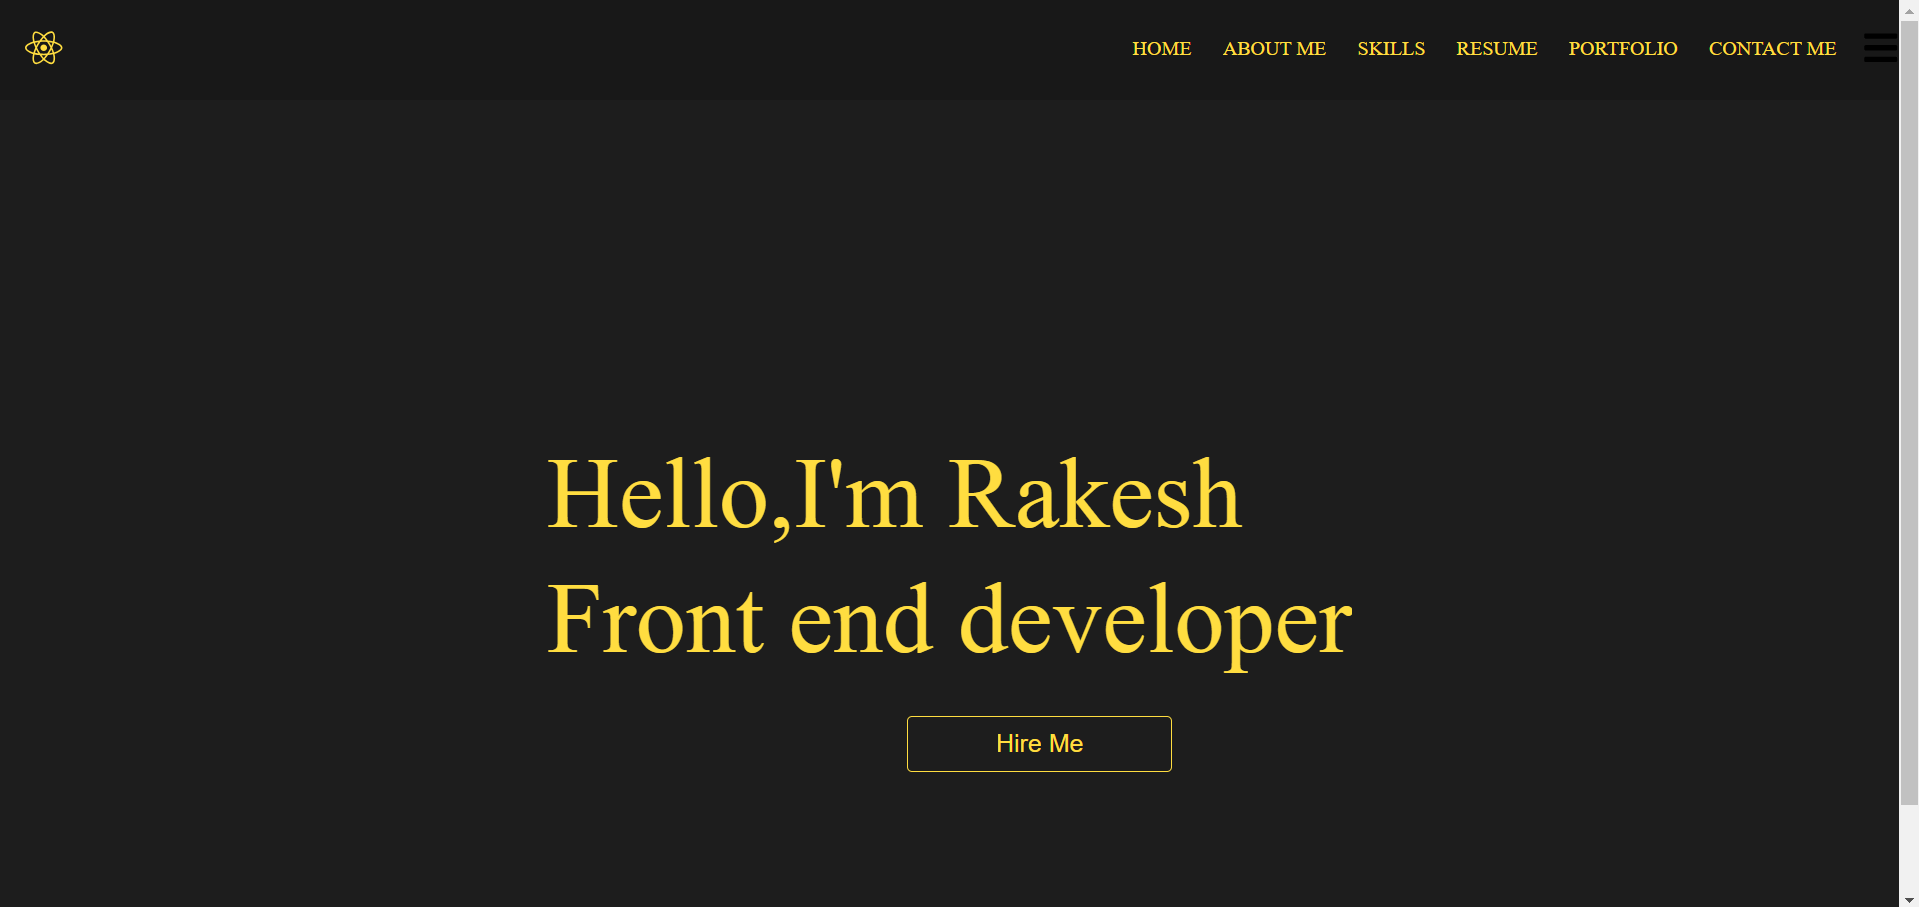 HOME ABOUT ME SKILLS RESUME PORTFOLIO CONTACT ME
Hello,I'm Rakesh
Front end developer
Hire Me